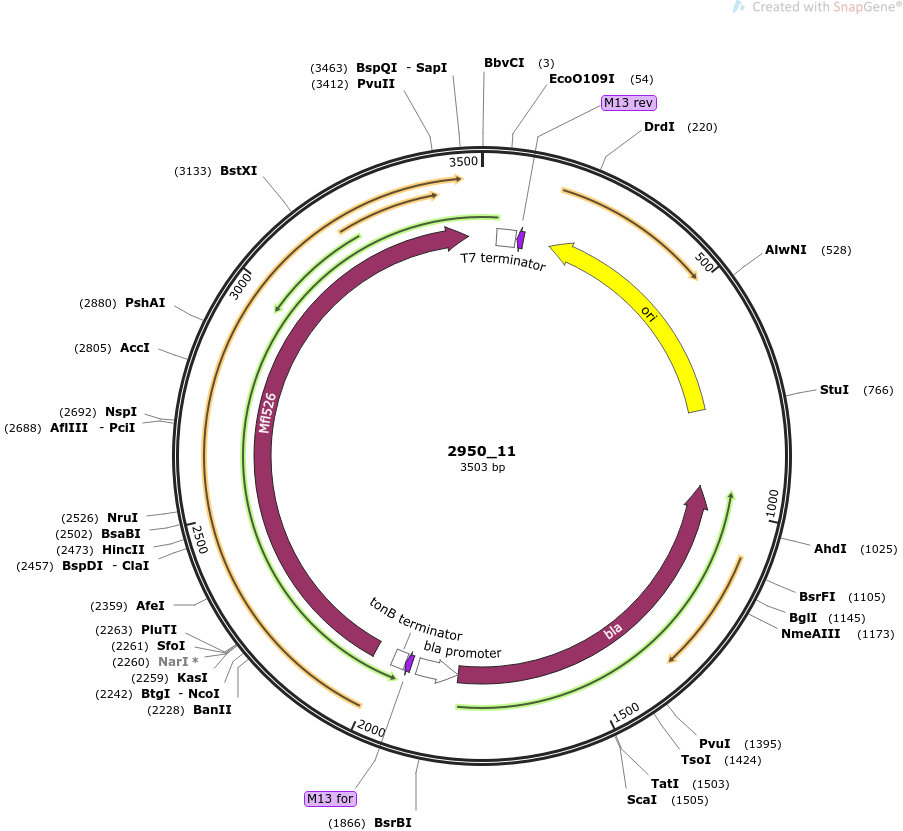 Created with SnapGene®
(3463) BspQI - SapI
(3412) PvuII
BbvCI (3)
EcoO109I (54)
M13 rev
DrdI (220)
(3133) BstXI
3500
T7 terminator
500
AlwNI (528)
3000
ori
(2880) PshAI
(2805) AccI
StuI (766)
(2692) NspI
(2688) AflIII - PciI
Mfl526
2950_11
3503 bp
(2526) NruI
(2502) BsaBI
(2473) HincII
(2457) BspDI - ClaI
2500
1000
AhdI (1025)
(2359) AfeI
BsrFI (1105)
BglI (1145)
NmeAIII (1173)
(2263) PluTI
(2261) SfoI
(2260) NarI *
(2259) KasI
(2242) BtgI - NcoI
(2228) BanII
tonB terminator
bla promoter
bla
2000
1500
PvuI (1395)
TsoI (1424)
TatI (1503)
ScaI (1505)
M13 for
(1866) BsrBI